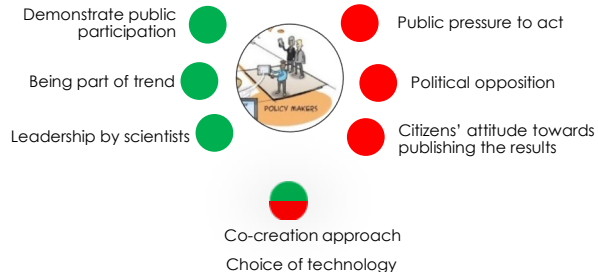 Demonstrate public
participation
Being part of trend
Leadership by scientists
POLICY MAKERS
Public pressure to act
Political opposition
Citizens' attitude towards
publishing the results
Co-creation approach
Choice of technology